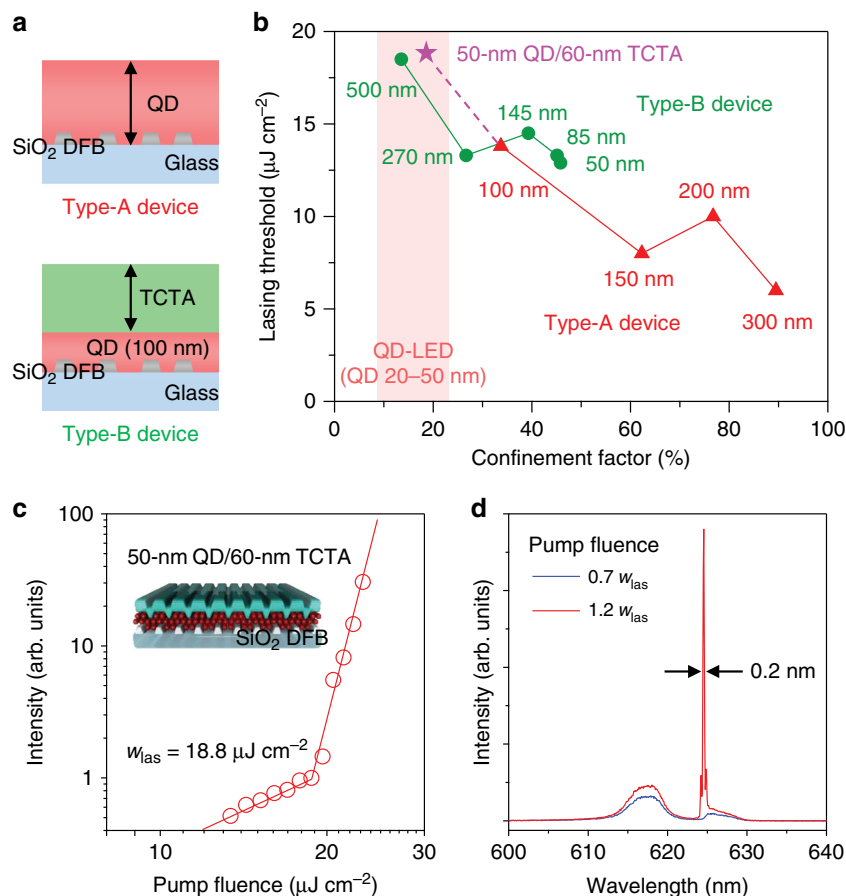 a
QD
SiO2 DFB
Glass
Type-A device
TCTA
QD (100 nm)
SiO2 DFB
Glass
Type-B device
b
Lasing threshold (μJ cm−2)
20
15
10
5
0
50-nm QD/60-nm TCTA
500 nm
145 nm
Type-B device
270 nm
85 nm
50 nm
100 nm
200 nm
150 nm
300 nm
Type-A device
QD-LED
(QD 20–50 nm)
0
20
40
60
80
100
Confinement factor (%)
c
Intensity (arb. units)
100
10
1
50-nm QD/60-nm TCTA
SiO2 DFB
wlas = 18.8 μJ cm−2
10
20
30
Pump fluence (μJ cm−2)
d
Intensity (arb. units)
Pump fluence
0.7 wlas
1.2 wlas
0.2 nm
600
610
620
630
640
Wavelength (nm)